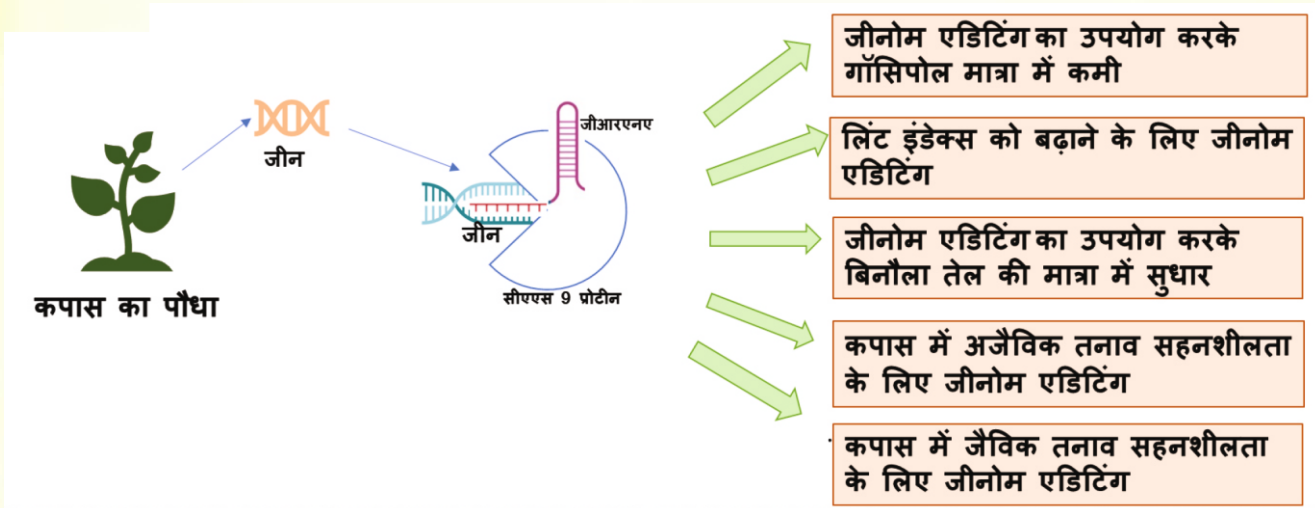 कपास का पौधा
जीन
जीआरएनए
जीन
सीएएस 9 प्रोटीन
जीनोम एडिटिंग का उपयोग करके
गॉसिपोल मात्रा में कमी
लिंट इंडेक्स को बढ़ाने के लिए जीनोम
एडिटिंग
जीनोम एडिटिंग का उपयोग करके
बिनौला तेल की मात्रा में सुधार
कपास में अजैविक तनाव सहनशीलता
के लिए जीनोम एडिटिंग
कपास में जैविक तनाव सहनशीलता
के लिए जीनोम एडिटिंग